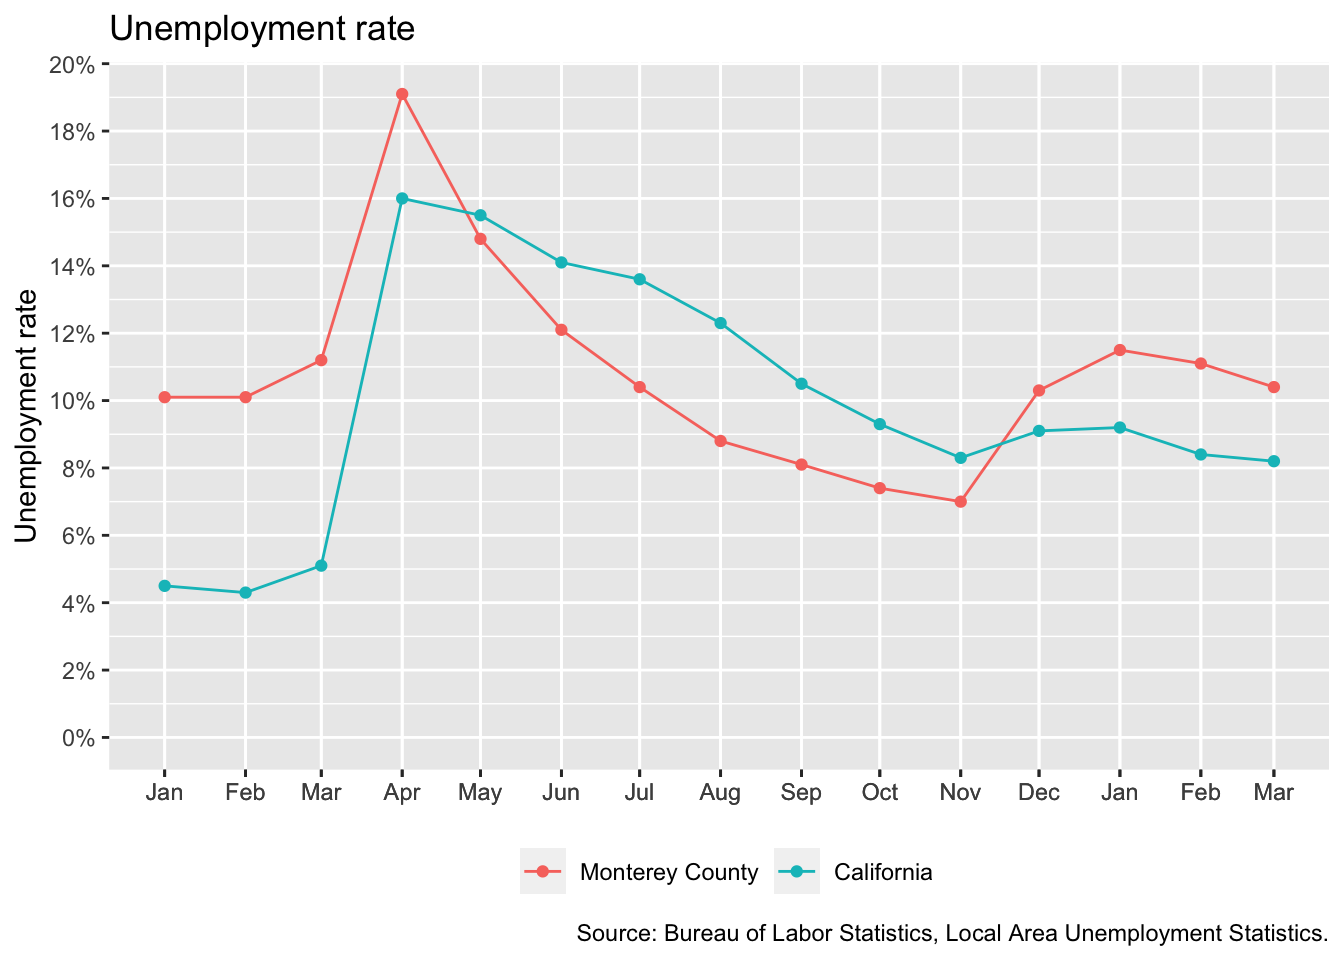 Unemployment rate
Unemployment rate
20%
18%
16%
14%
12%
10%
8%
6%
4%
2%
0%
Jan Feb Mar Apr May Jun Jul Aug Sep Oct Nov Dec Jan Feb Mar
Monterey County California
Source: Bureau of Labor Statistics, Local Area Unemployment Statistics.